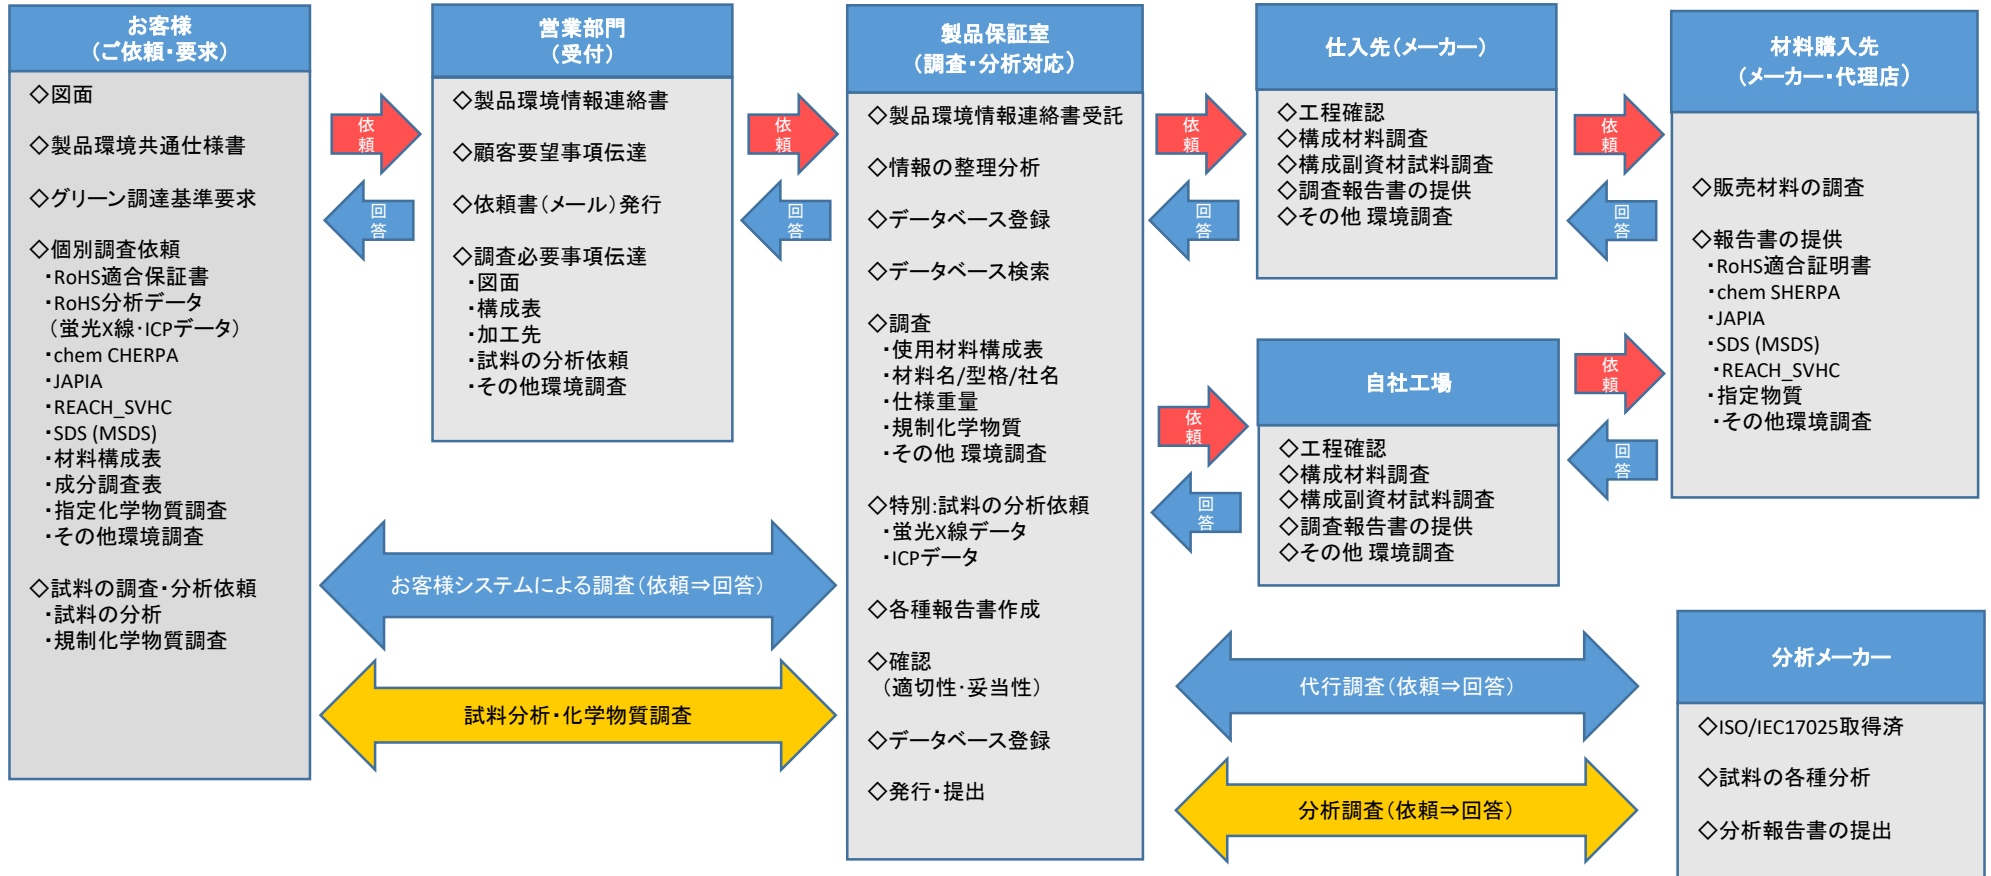 お客様
（ご依頼・要求）
◇図面
◇製品環境共通仕様書
◇グリーン調達基準要求
◇個別調査依頼
・RoHS適合保証書
・RoHS分析データ
（蛍光X線・ICPデータ）
・chem CHERPA
・JAPIA
・REACH_SVHC
・SDS (MSDS)
・材料構成表
・成分調査表
・指定化学物質調査
・その他環境調査
◇試料の調査・分析依頼
・試料の分析
・規制化学物質調査
依頼
回答
営業部門
（受付）
◇製品環境情報連絡書
◇顧客要望事項伝達
◇依頼書（メール）発行
◇調査必要事項伝達
・図面
・構成表
・加工先
・試料の分析依頼
・その他環境調査
依頼
回答
お客様システムによる調査（依頼⇒回答）
試料分析・化学物質調査
製品保証室
（調査・分析対応）
◇製品環境情報連絡書受託
◇情報の整理分析
◇データベース登録
◇データベース検索
◇調査
・使用材料構成表
・材料名/型格/社名
・仕様重量
・規制化学物質
・その他 環境調査
◇特別:試料の分析依頼
・蛍光X線データ
・ICPデータ
◇各種報告書作成
◇確認
（適切性・妥当性）
◇データベース登録
◇発行・提出
依頼
回答
仕入先（メーカー）
◇工程確認
◇構成材料調査
◇構成副資材試料調査
◇調査報告書の提供
◇その他 環境調査
依頼
回答
依頼
回答
自社工場
◇工程確認
◇構成材料調査
◇構成副資材試料調査
◇調査報告書の提供
◇その他 環境調査
依頼
回答
材料購入先
（メーカー・代理店）
◇販売材料の調査
◇報告書の提供
・RoHS適合証明書
・chem SHERPA
・JAPIA
・SDS (MSDS)
・REACH_SVHC
・指定物質
・その他環境調査
代行調査（依頼⇒回答）
分析調査（依頼⇒回答）
分析メーカー
◇ISO/IEC17025取得済
◇試料の各種分析
◇分析報告書の提出